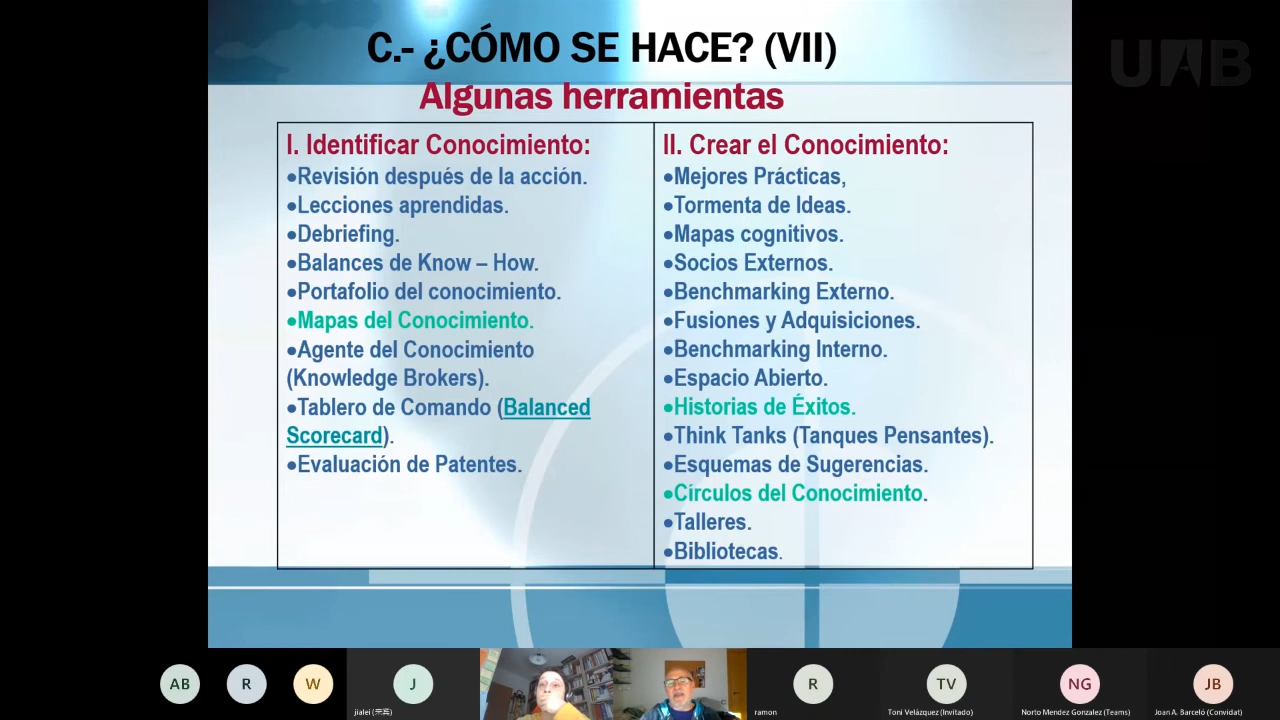 C.- ¿CÓMO SE HACE? (VII)
Algunas herramientas
I. Identificar Conocimiento:
•Revisión después de la acción.
•Lecciones aprendidas.
•Debriefing.
•Balances de Know – How.
•Portafolio del conocimiento.
•Mapas del Conocimiento.
•Agente del Conocimiento
(Knowledge Brokers).
•Tablero de Comando (Balanced
Scorecard).
•Evaluación de Patentes.
II. Crear el Conocimiento:
•Mejores Prácticas,
•Tormenta de Ideas.
•Mapas cognitivos.
•Socios Externos.
•Benchmarking Externo.
•Fusiones y Adquisiciones.
•Benchmarking Interno.
•Espacio Abierto.
•Historias de Éxitos.
•Think Tanks (Tanques Pensantes).
•Esquemas de Sugerencias.
•Círculos del Conocimiento.
•Talleres.
•Bibliotecas.
UAB
AB
R
W
J
jialei
R
ramon
TV
Toni Velázquez (Invitado)
NG
Norto Mendez Gonzalez (Teams)
JB
Joan A. Barceló (Convidat)